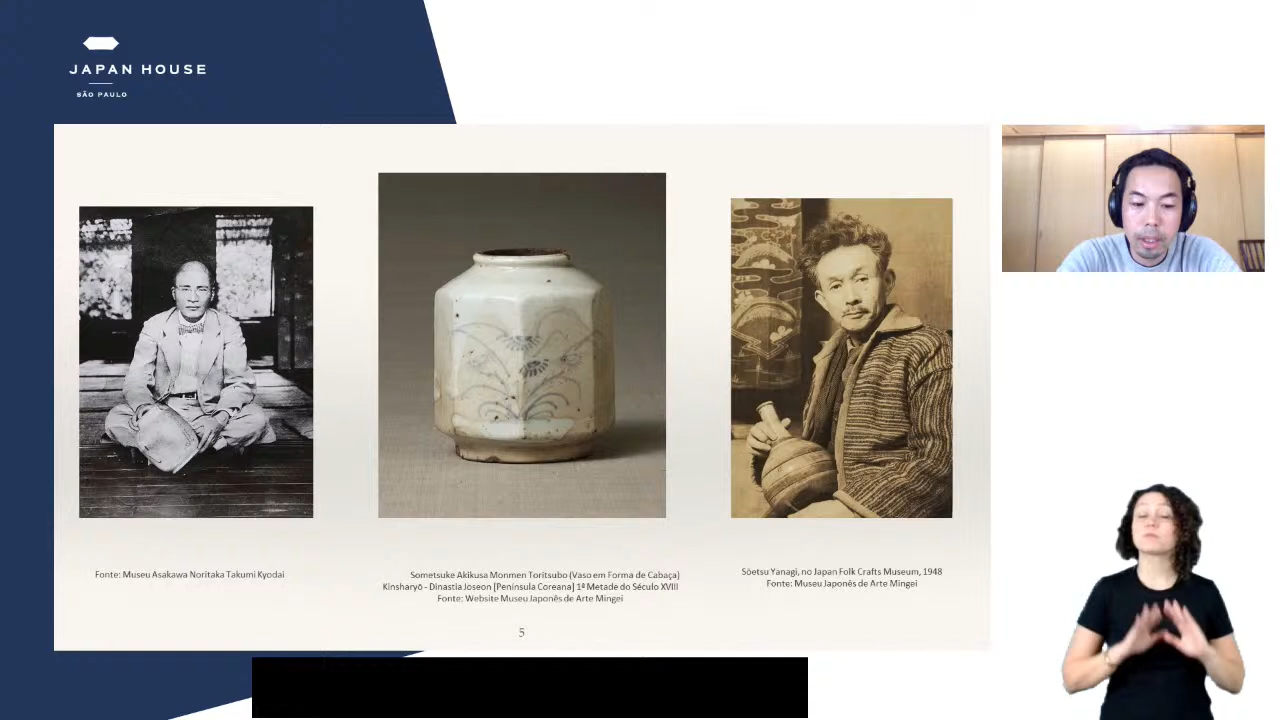 JAPAN HOUSE
SÃO PAULO
Fonte: Museu Asakawa Noritaka Takumi Kyodai
Sometsuke Akikusa Monmen Toritsubo (Vaso em Forma de Cabaça)
Kinsharyō - Dinastia Joseon [Peninsula Coreana] 1ª Metade do Século XVIII
Fonte: Website Museu Japonês de Arte Mingei
Sōetsu Yanagi, no Japan Folk Crafts Museum, 1948
Fonte: Museu Japonês de Arte Mingei
5